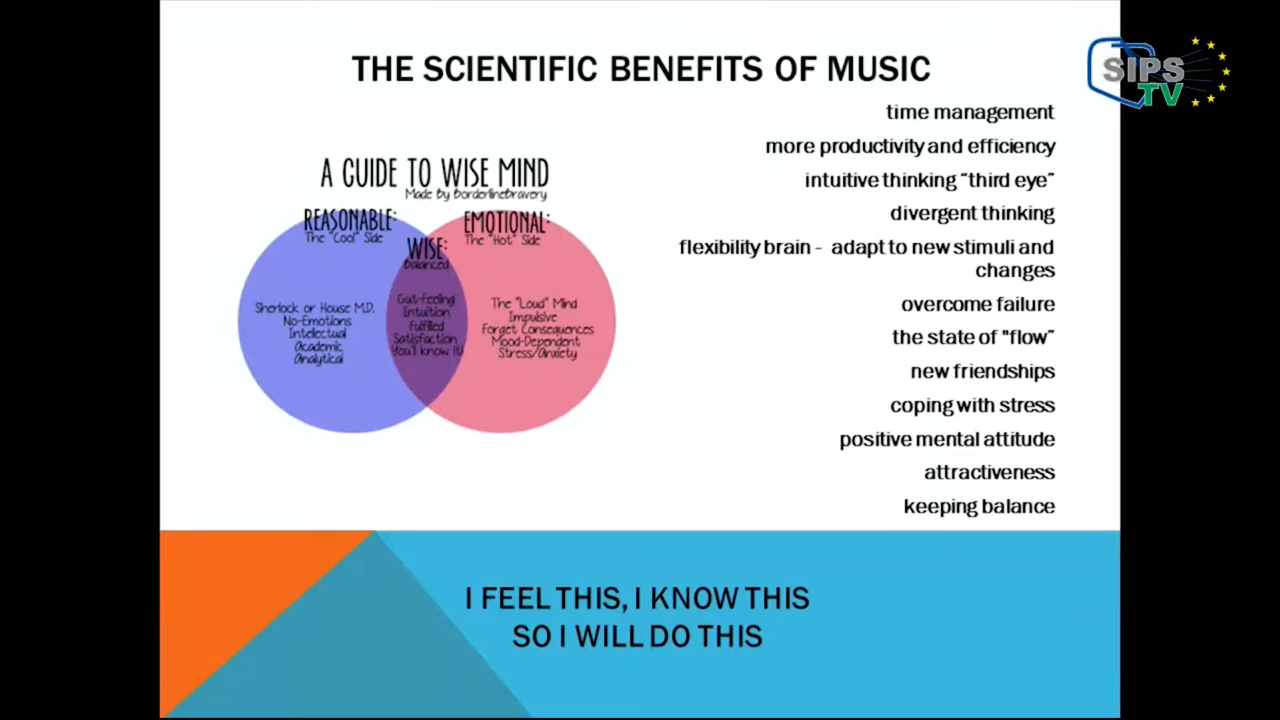 THE SCIENTIFIC BENEFITS OF MUSIC
SIPS
TV
A GUIDE TO WISE MIND
Made by borderlinebravery
REASONABLE:
The "Cool" Side
Sherlock or House M.D.
No-Emotions
Intellectual
Academic
Analytical
WISE:
Balanced
Gut-Feeling
Intuition
Fulfilled
Satisfaction
You'll know it!
EMOTIONAL:
The "Hot" Side
The "Loud" Mind
Impulsive
Forget Consequences
Mood-Dependent
Stress/Anxiety
time management
more productivity and efficiency
intuitive thinking “third eye”
divergent thinking
flexibility brain - adapt to new stimuli and
changes
overcome failure
the state of "flow”
new friendships
coping with stress
positive mental attitude
attractiveness
keeping balance
I FEEL THIS, I KNOW THIS
SO I WILL DO THIS